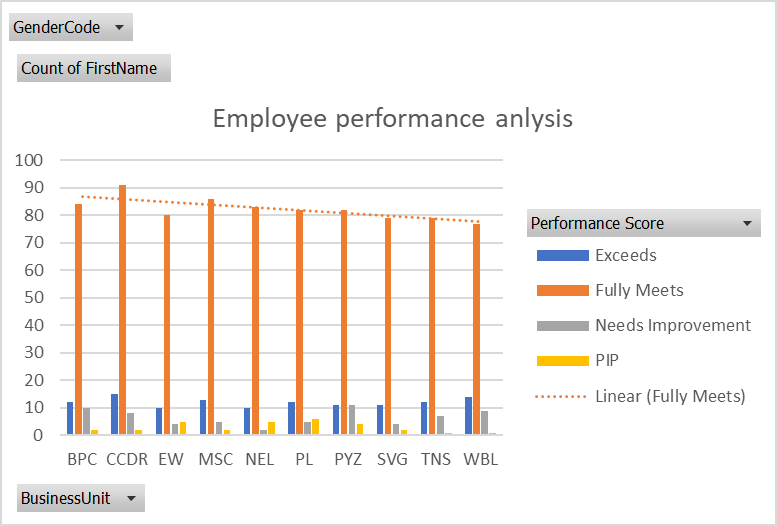 GenderCode
Count of FirstName
Employee performance anlysis
100
90
80
70
60
50
40
30
20
10
0
BPC CCDR EW MSC NEL PL PYZ SVG TNS WBL
Performance Score
Exceeds
Fully Meets
Needs Improvement
PIP
Linear (Fully Meets)
BusinessUnit